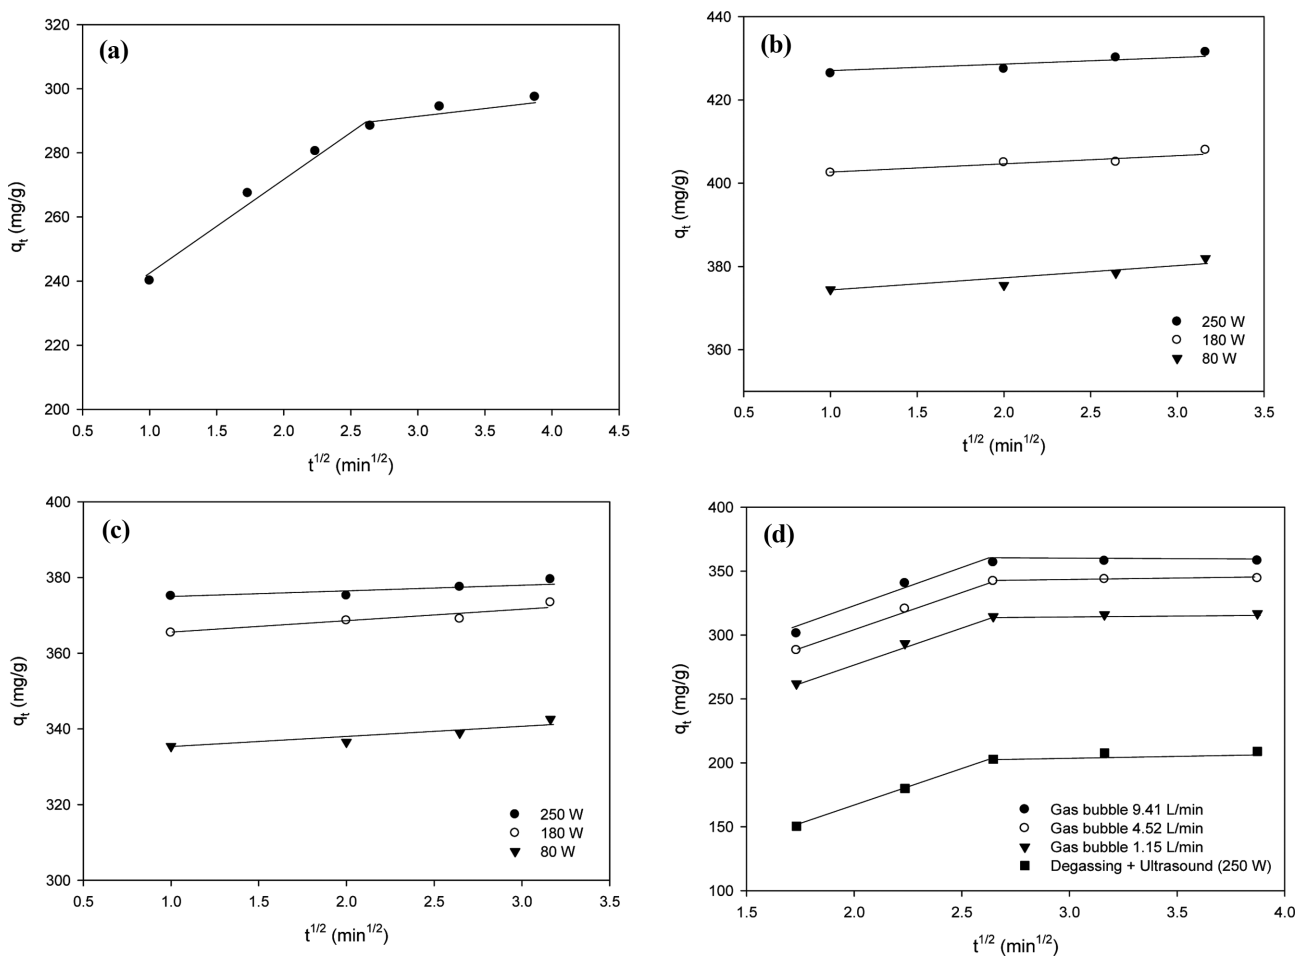 (a)
320
300
280
260
240
220
200
0.5 1.0 1.5 2.0 2.5 3.0 3.5 4.0 4.5
q_t (mg/g)
t^1/2 (min^1/2)
(b)
440
420
400
380
360
0.5 1.0 1.5 2.0 2.5 3.0 3.5
q_t (mg/g)
t^1/2 (min^1/2)
250 W
180 W
80 W
(c)
400
380
360
340
320
300
0.5 1.0 1.5 2.0 2.5 3.0 3.5
q_t (mg/g)
t^1/2 (min^1/2)
250 W
180 W
80 W
(d)
400
350
300
250
200
150
100
1.5 2.0 2.5 3.0 3.5 4.0
q_t (mg/g)
t^1/2 (min^1/2)
Gas bubble 9.41 L/min
Gas bubble 4.52 L/min
Gas bubble 1.15 L/min
Degassing + Ultrasound (250 W)